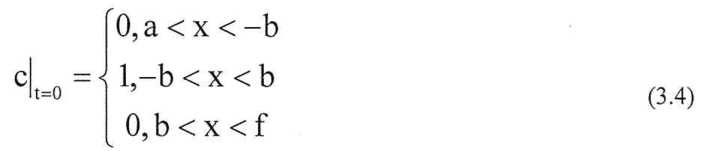 0, a < x < −b
c|t=0 = { 1, −b < x < b (3.4)
0, b < x < f